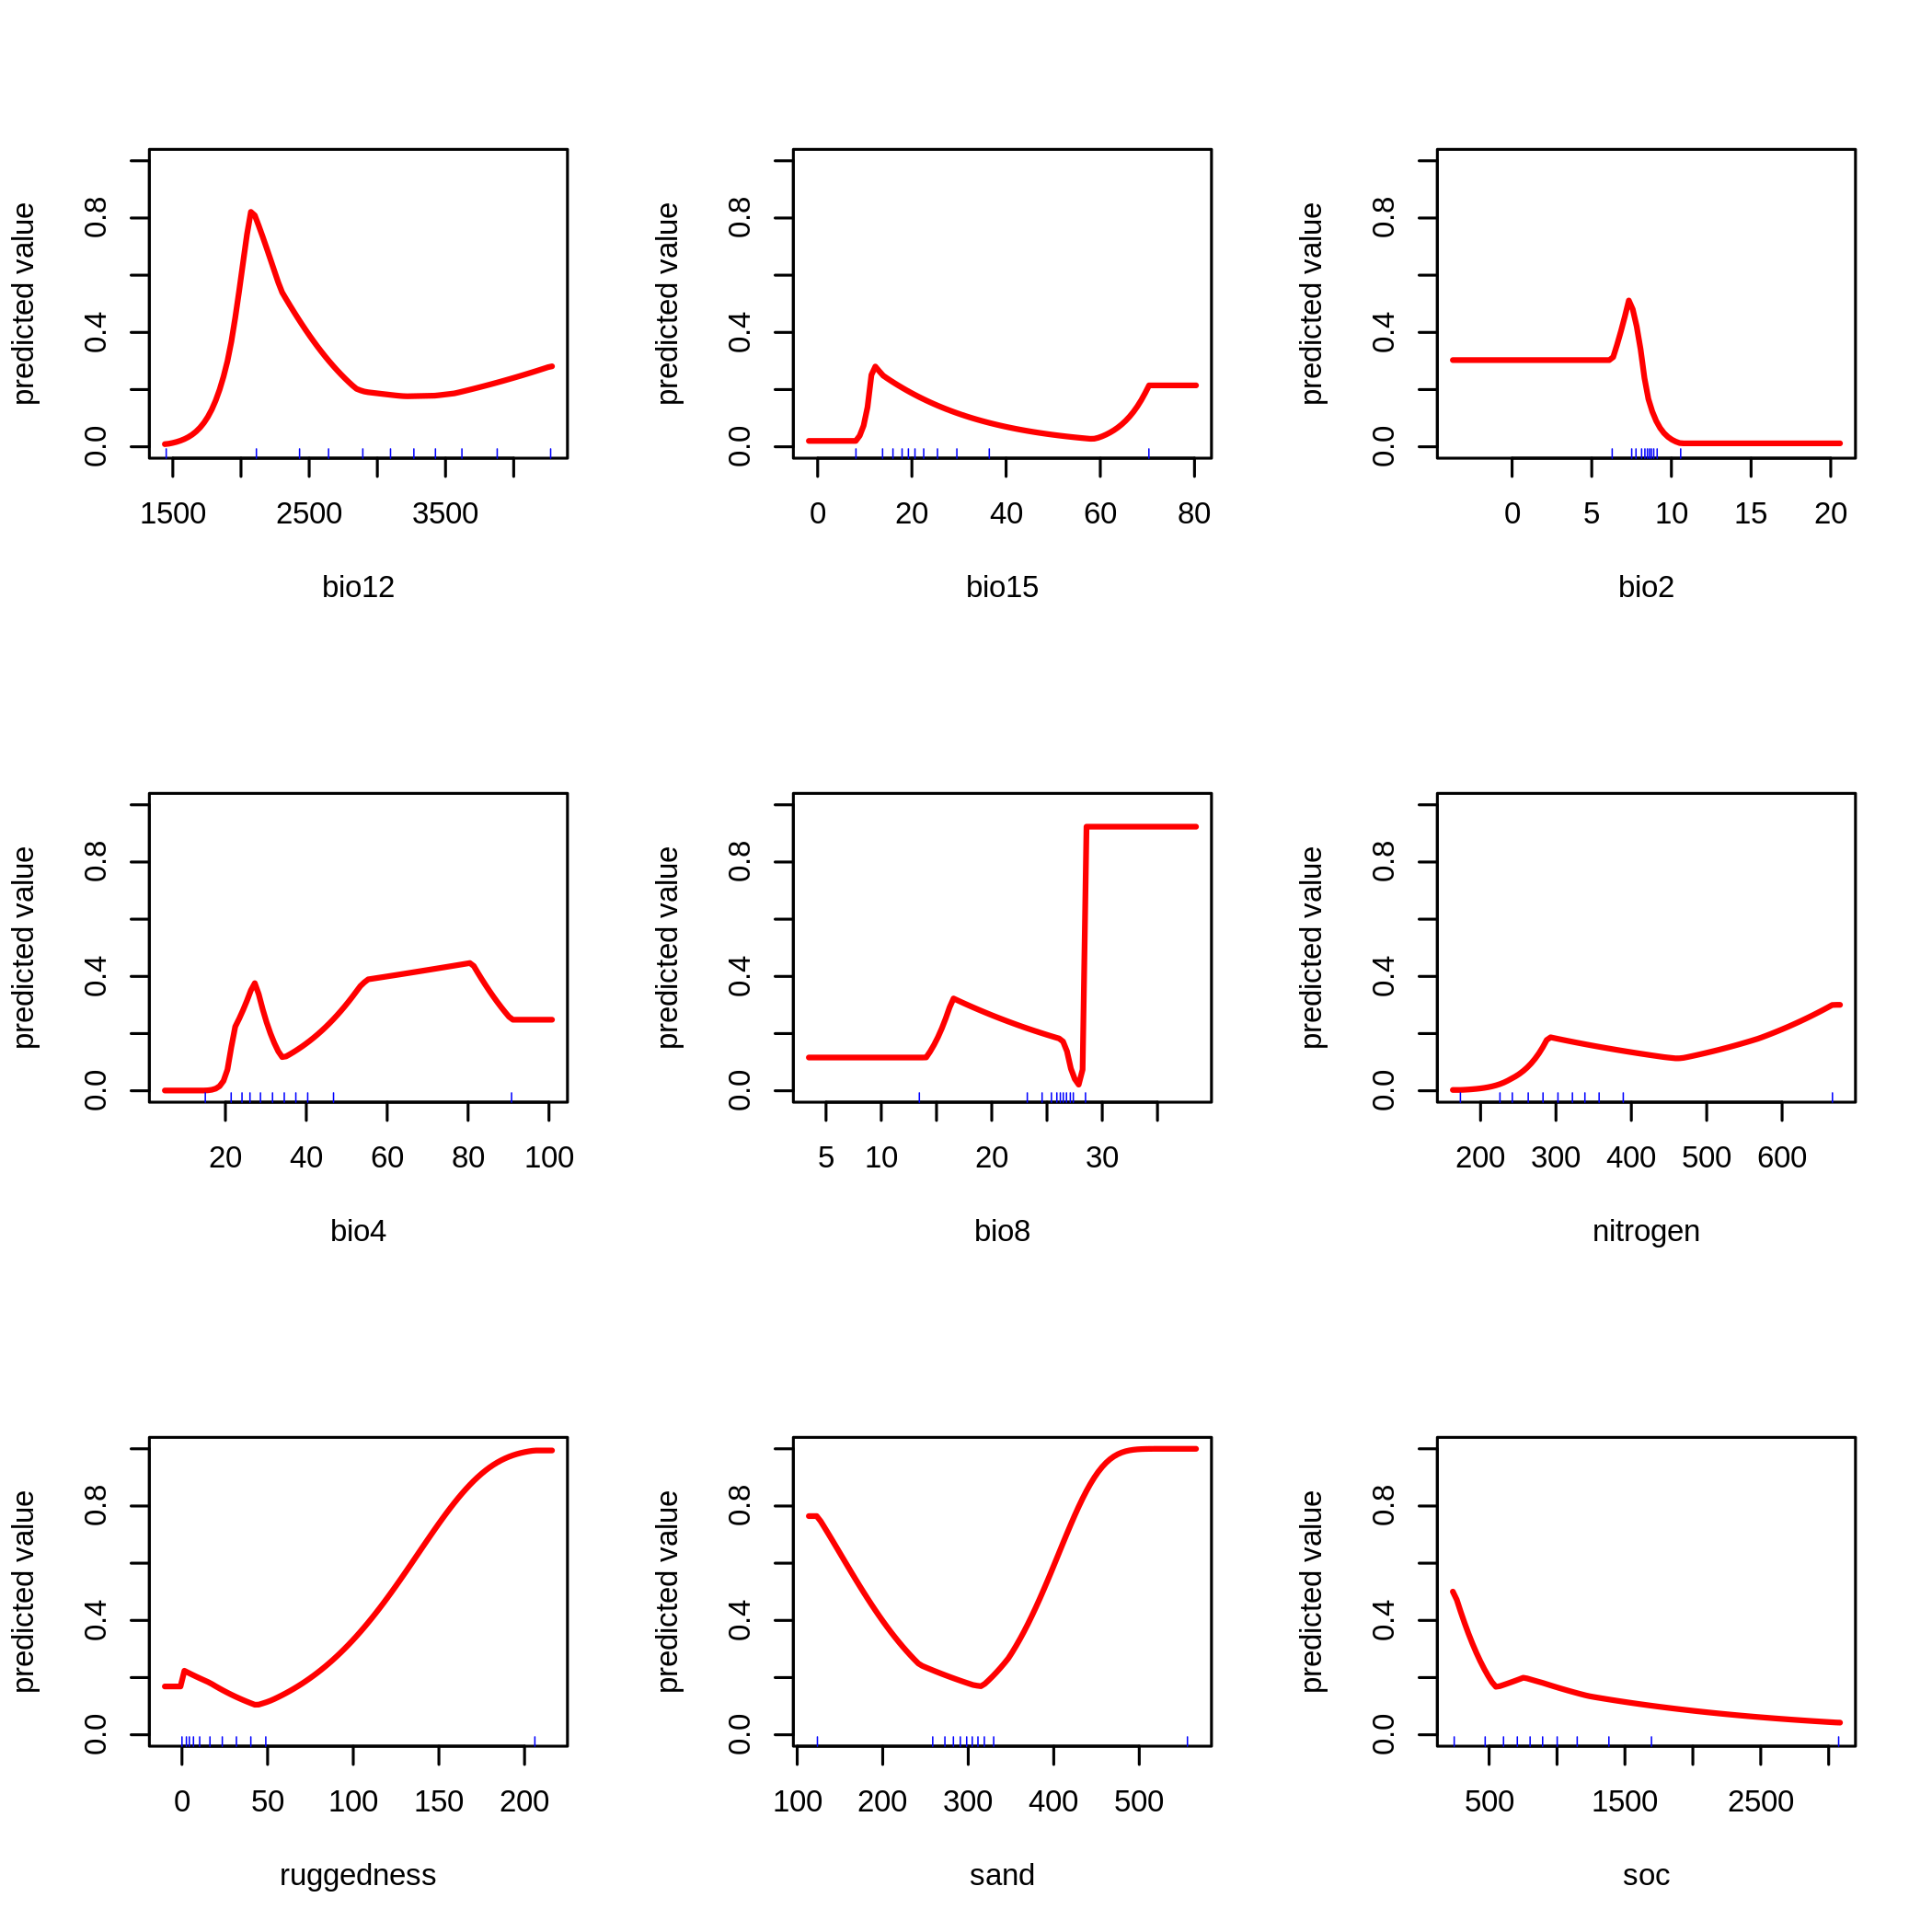 predicted value
0.0 0.4 0.8
1500 2500 3500
bio12
predicted value
0.0 0.4 0.8
0 20 40 60 80
bio15
predicted value
0.0 0.4 0.8
0 5 10 15 20
bio2
predicted value
0.0 0.4 0.8
20 40 60 80 100
bio4
predicted value
0.0 0.4 0.8
5 10 20 30
bio8
predicted value
0.0 0.4 0.8
200 300 400 500 600
nitrogen
predicted value
0.0 0.4 0.8
0 50 100 150 200
ruggedness
predicted value
0.0 0.4 0.8
100 200 300 400 500
sand
predicted value
0.0 0.4 0.8
500 1500 2500
soc